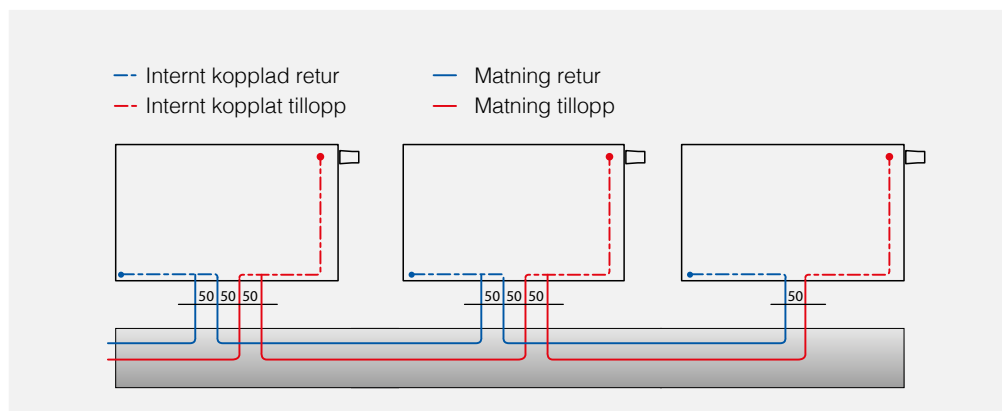 Internt kopplad retur
Matning retur
Internt kopplat tillopp
Matning tillopp
50 50 50
50 50 50
50